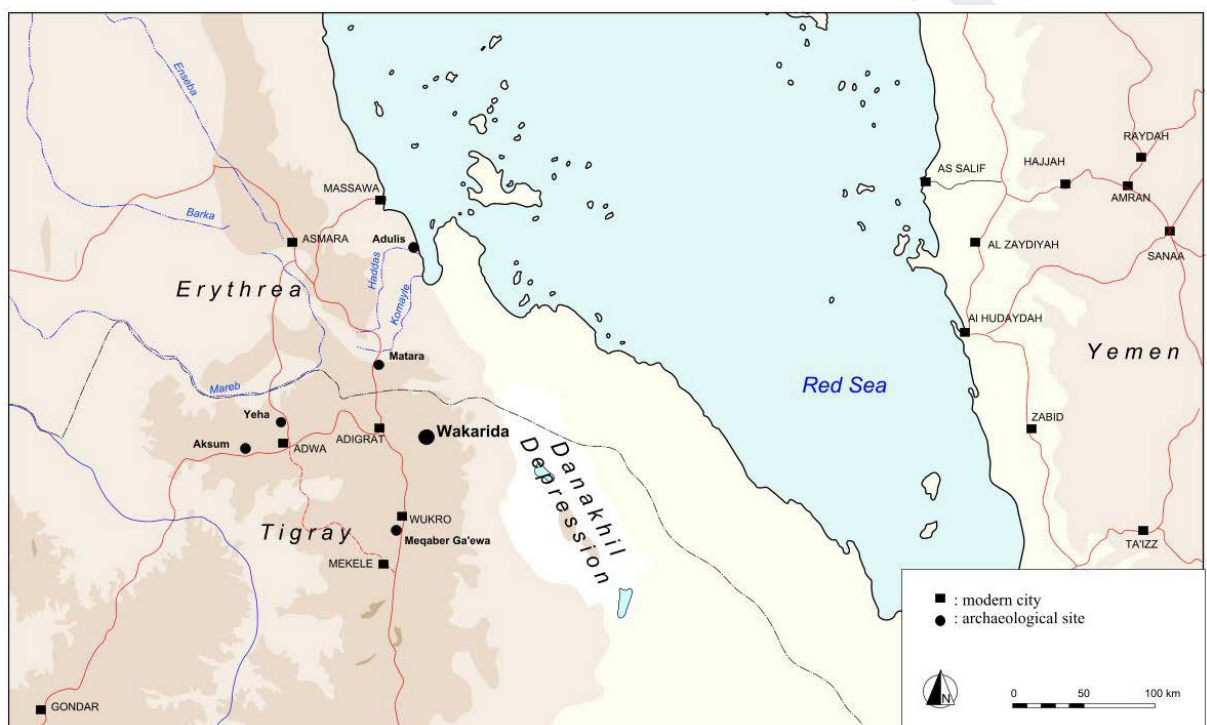 Enseba
RAYDAH
AS SALIF
HAJJAH
MASSAWA
AMRAN
Barka
ASMARA
Adulis
AL ZAYDIYAH
SANAA
Haddas
Erythrea
Komayle
Al HUDAYDAH
Matara
Yemen
Mareb
Red Sea
Yeha
ZABID
ADIGRAT
Wakarida
Aksum
ADWA
Danakhil
Depression
WUKRO
Tigray
Meqaber Ga'ewa
TA'IZZ
MEKELE
: modern city
: archaeological site
N
0 50 100 km
GONDAR